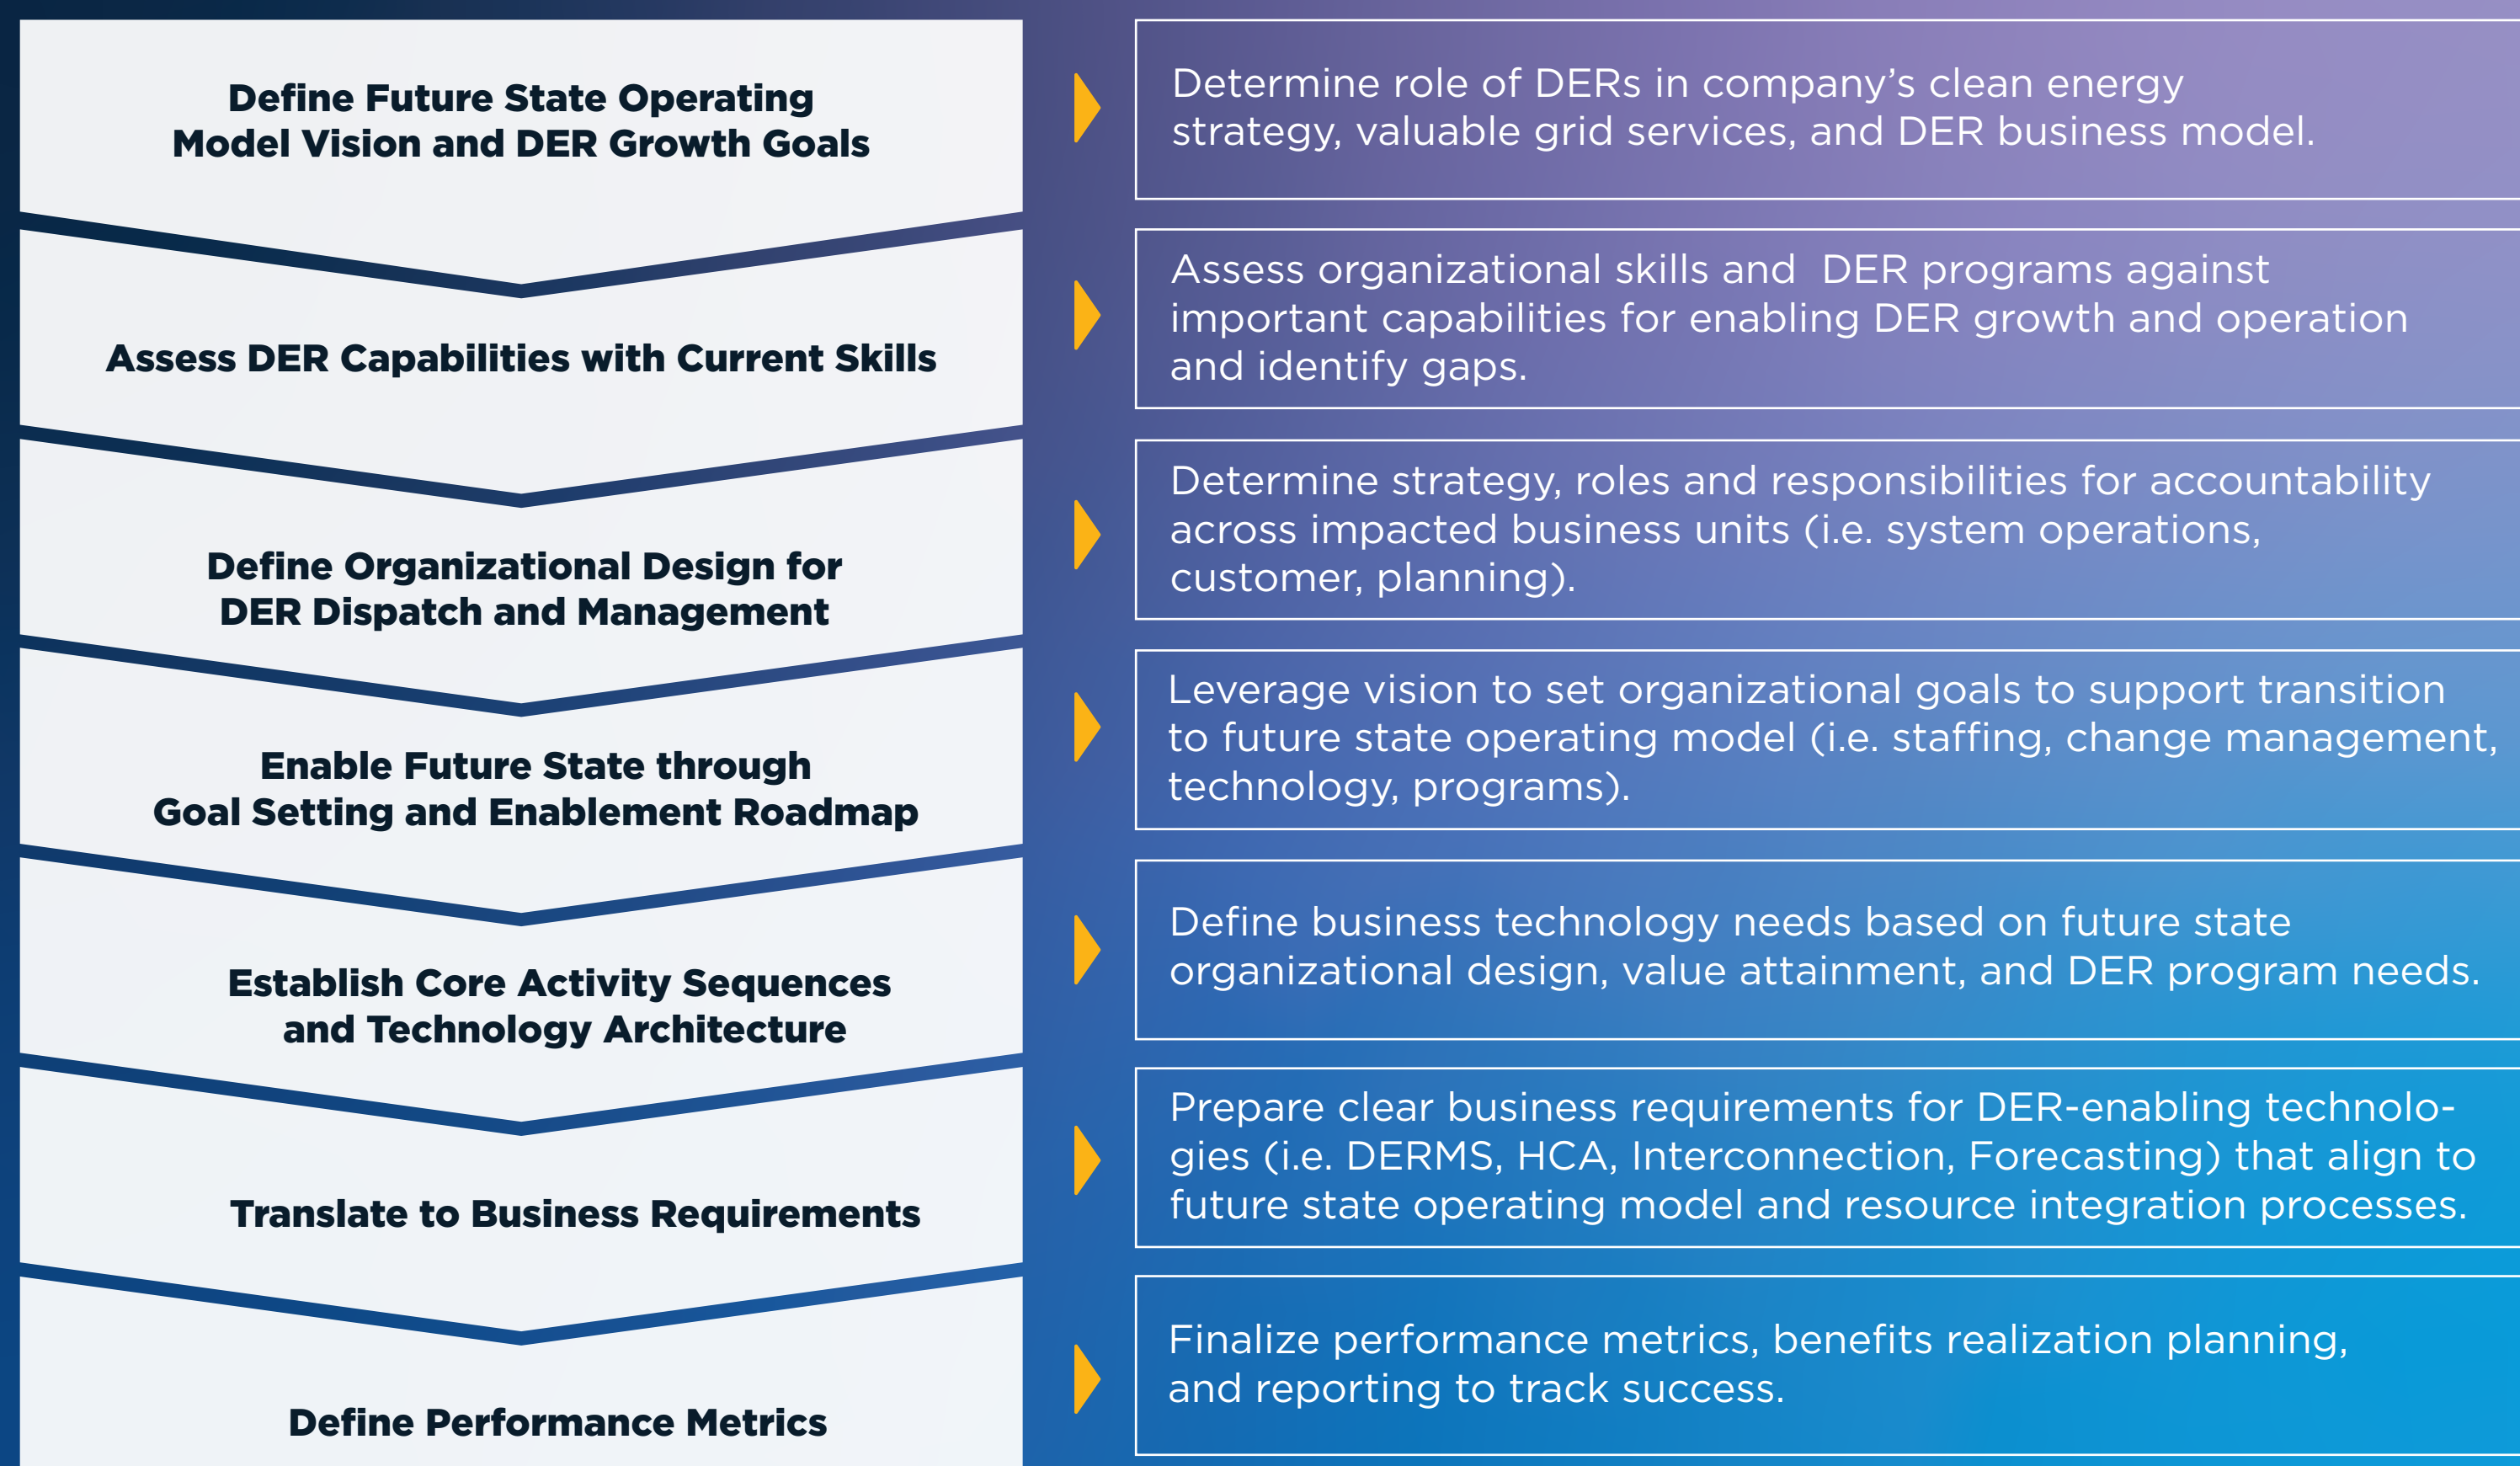 Define Future State Operating
Model Vision and DER Growth Goals
Determine role of DERs in company’s clean energy
strategy, valuable grid services, and DER business model.
Assess DER Capabilities with Current Skills
Assess organizational skills and  DER programs against
important capabilities for enabling DER growth and operation
and identify gaps.
Define Organizational Design for
DER Dispatch and Management
Determine strategy, roles and responsibilities for accountability
across impacted business units (i.e. system operations,
customer, planning).
Enable Future State through
Goal Setting and Enablement Roadmap
Leverage vision to set organizational goals to support transition
to future state operating model (i.e. staffing, change management,
technology, programs).
Establish Core Activity Sequences
and Technology Architecture
Define business technology needs based on future state
organizational design, value attainment, and DER program needs.
Translate to Business Requirements
Prepare clear business requirements for DER-enabling technolo-
gies (i.e. DERMS, HCA, Interconnection, Forecasting) that align to
future state operating model and resource integration processes.
Define Performance Metrics
Finalize performance metrics, benefits realization planning,
and reporting to track success.